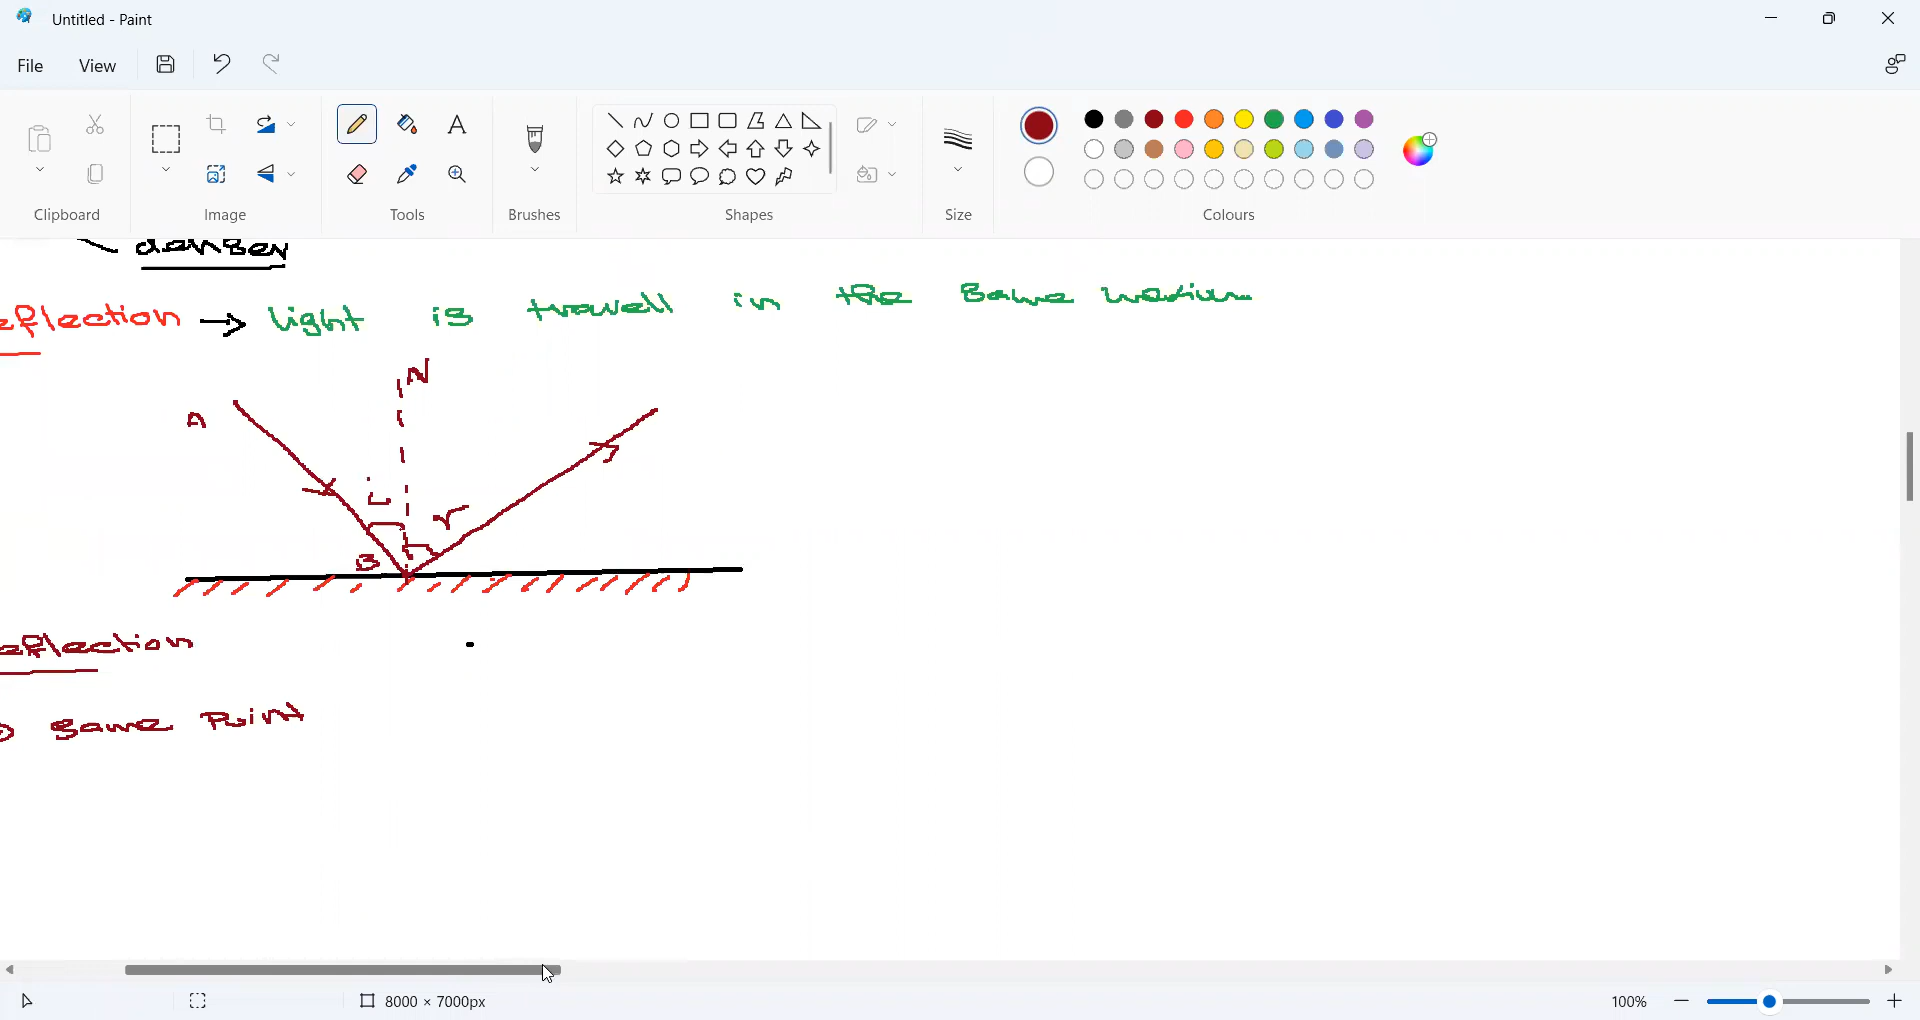 Untitled - Paint
File View
Clipboard Image Tools Brushes Shapes Size Colours
danger
eflection → light is travell in the same medium
N
A
i r
B
eflection
same Point
8000 × 7000px 100%